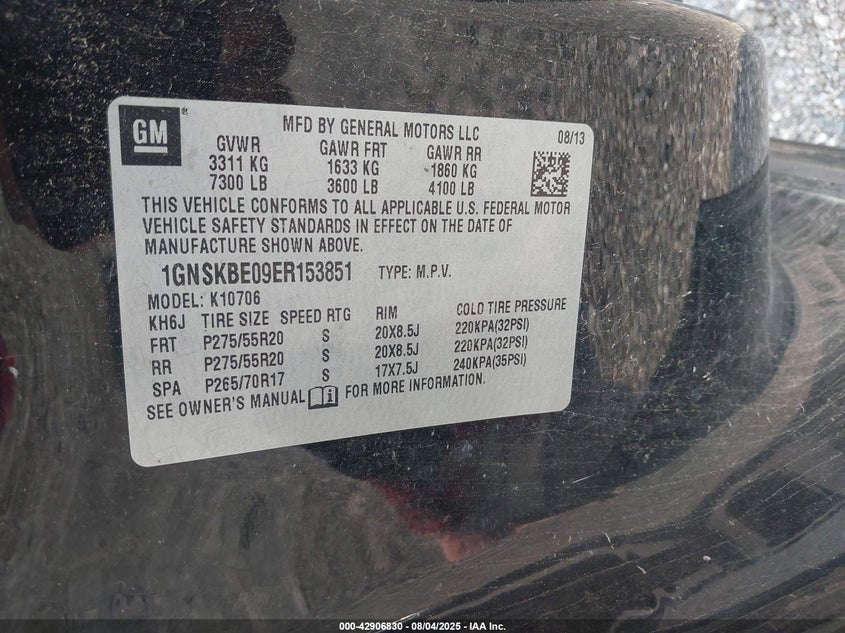 GM
MFD BY GENERAL MOTORS LLC 08/13
GVWR GAWR FRT GAWR RR
3311 KG 1633 KG 1860 KG
7300 LB 3600 LB 4100 LB
THIS VEHICLE CONFORMS TO ALL APPLICABLE U.S. FEDERAL MOTOR
VEHICLE SAFETY STANDARDS IN EFFECT ON THE DATE OF
MANUFACTURE SHOWN ABOVE.
1GNSKBE09ER153851 TYPE: M.P.V.
MODEL: K10706
KH6J TIRE SIZE SPEED RTG RIM COLD TIRE PRESSURE
FRT P275/55R20 S 20X8.5J 220KPA(32PSI)
RR P275/55R20 S 20X8.5J 220KPA(32PSI)
SPA P265/70R17 S 17X7.5J 240KPA(35PSI)
SEE OWNER'S MANUAL FOR MORE INFORMATION.
000-42906830 - 08/04/2025 - IAA Inc.